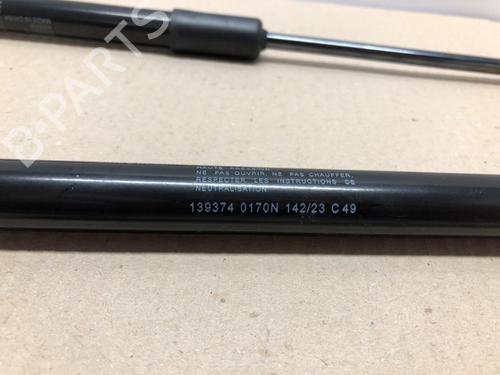 B-PARTS
HAUTE PRESSION
NE PAS OUVRIR. NE PAS CHAUFFER.
RESPECTER LES INSTRUCTIONS DE
NEUTRALISATION
139374 0170N 142/23 C49